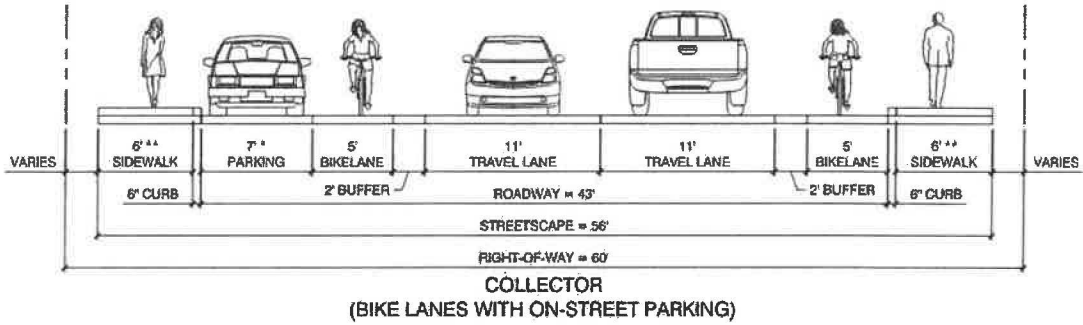 6' ** 7' * 5' 11' 11' 5' 6' **
VARIES SIDEWALK PARKING BIKELANE TRAVEL LANE TRAVEL LANE BIKELANE SIDEWALK VARIES
6" CURB 2' BUFFER ROADWAY = 43' 2' BUFFER 6" CURB
STREETSCAPE = 56'
RIGHT-OF-WAY = 60'
COLLECTOR
(BIKE LANES WITH ON-STREET PARKING)